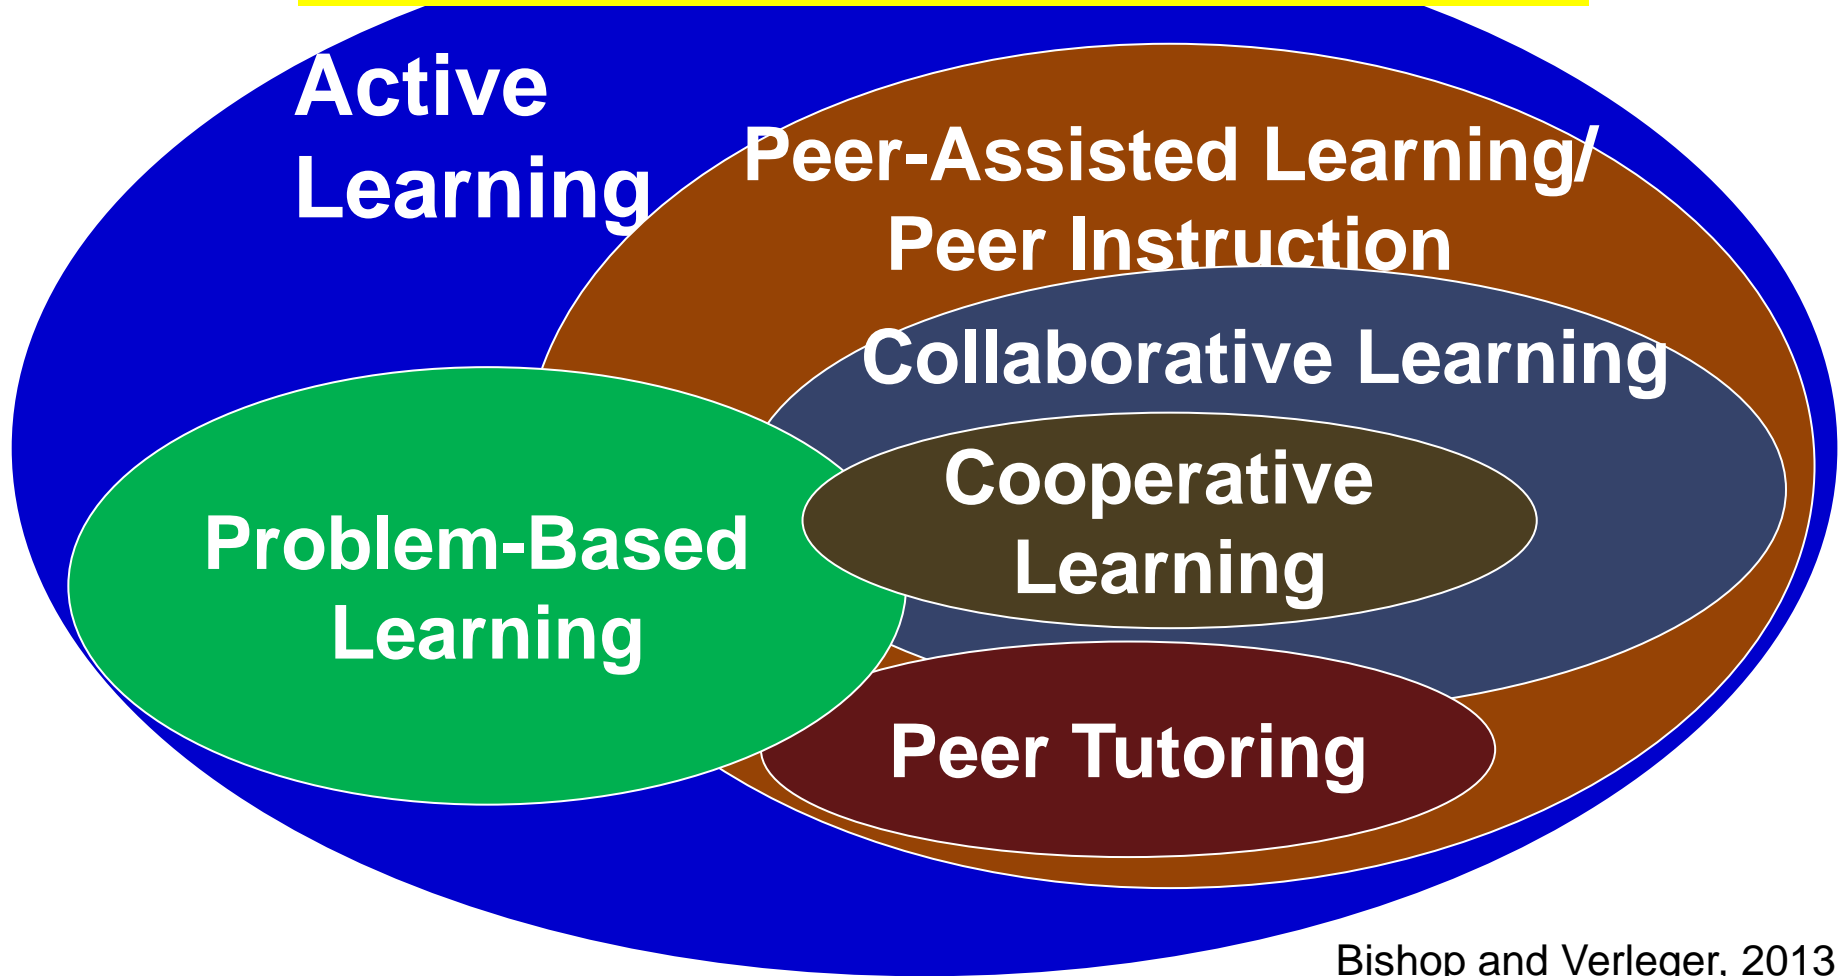 Active
Learning
Peer-Assisted Learning/
Peer Instruction
Collaborative Learning
Cooperative
Learning
Problem-Based
Learning
Peer Tutoring
Bishop and Verleger, 2013